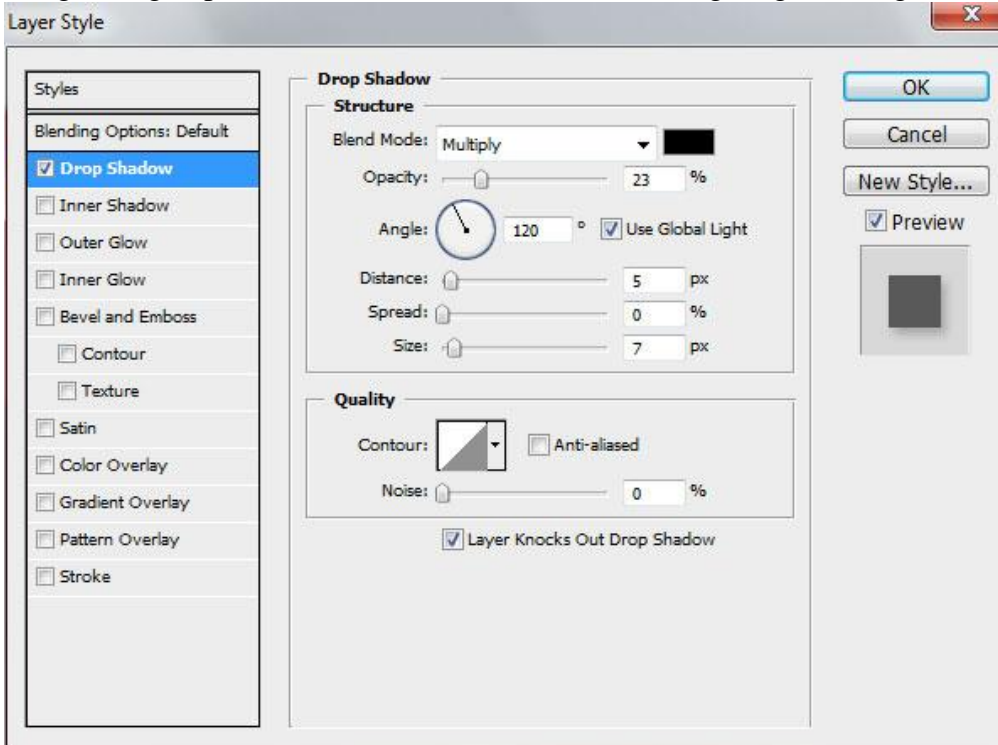 Layer Style
Styles
Blending Options: Default
Drop Shadow
Inner Shadow
Outer Glow
Inner Glow
Bevel and Emboss
Contour
Texture
Satin
Color Overlay
Gradient Overlay
Pattern Overlay
Stroke
Drop Shadow
Structure
Blend Mode: Multiply
Opacity: 23 %
Angle: 120 ° Use Global Light
Distance: 5 px
Spread: 0 %
Size: 7 px
Quality
Contour: Anti-aliased
Noise: 0 %
Layer Knocks Out Drop Shadow
OK
Cancel
New Style...
Preview